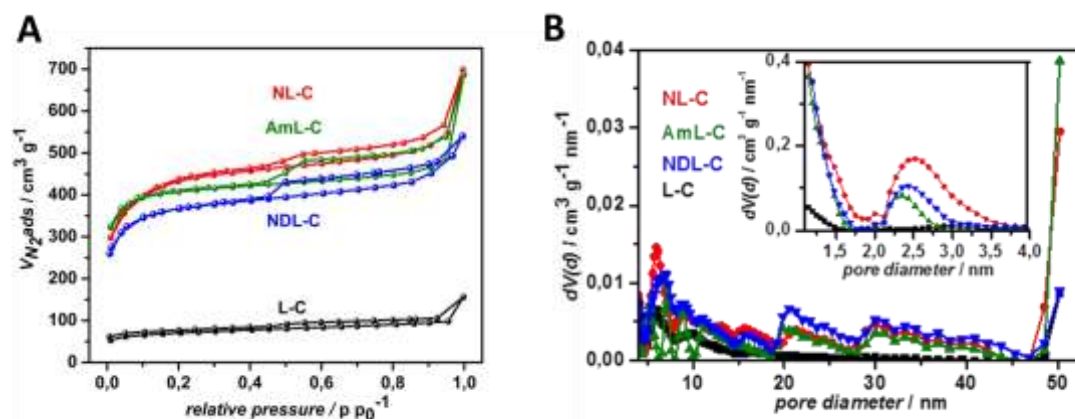 A
V_N2 ads / cm³ g⁻¹
700
600
500
400
300
200
100
0
NL-C
AmL-C
NDL-C
L-C
0,0 0,2 0,4 0,6 0,8 1,0
relative pressure / p p₀⁻¹
B
dV(d) / cm³ g⁻¹ nm⁻¹
0,04
0,03
0,02
0,01
0,00
NL-C
AmL-C
NDL-C
L-C
10 20 30 40 50
pore diameter / nm
dV(d) / cm³ g⁻¹ nm⁻¹
0,4
0,2
0,0
1,5 2,0 2,5 3,0 3,5 4,0
pore diameter / nm